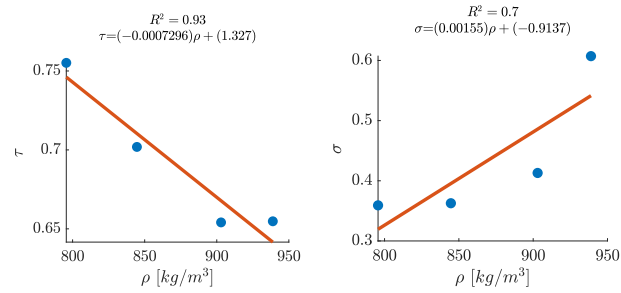 R² = 0.93
τ=(−0.0007296)ρ + (1.327)
0.75
0.7
0.65
τ
800
850
900
950
ρ [kg/m³]
R² = 0.7
σ=(0.00155)ρ + (−0.9137)
0.6
0.5
0.4
0.3
σ
800
850
900
950
ρ [kg/m³]